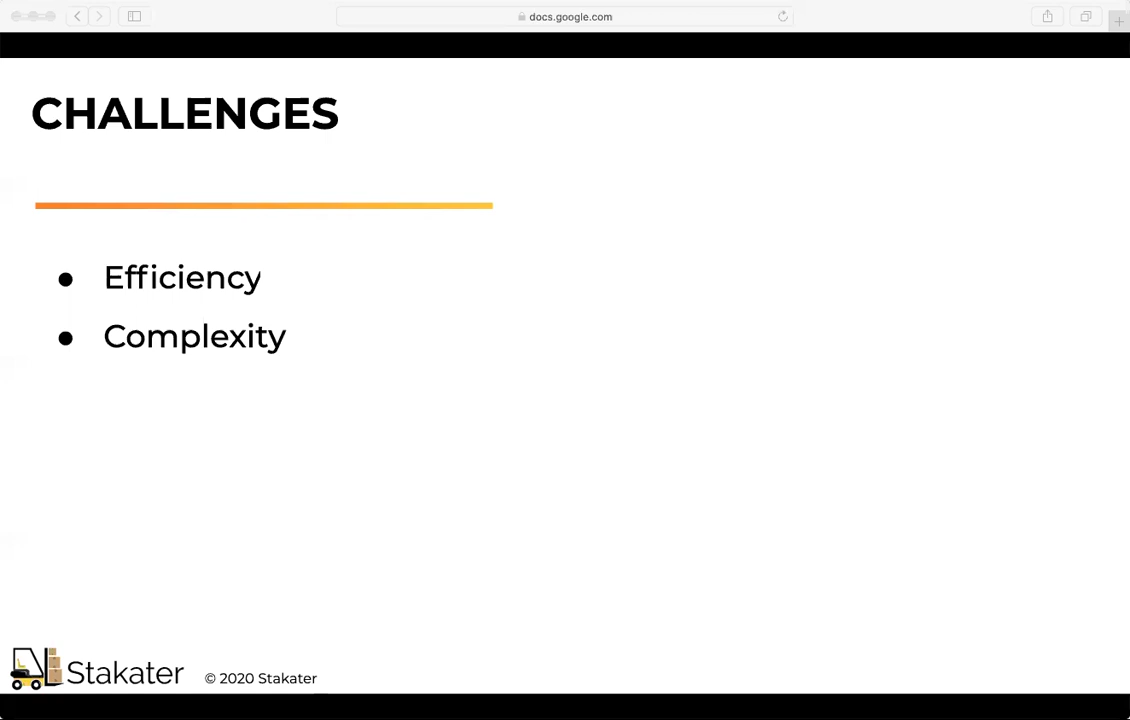 docs.google.com
CHALLENGES
● Efficiency
● Complexity
Stakater © 2020 Stakater